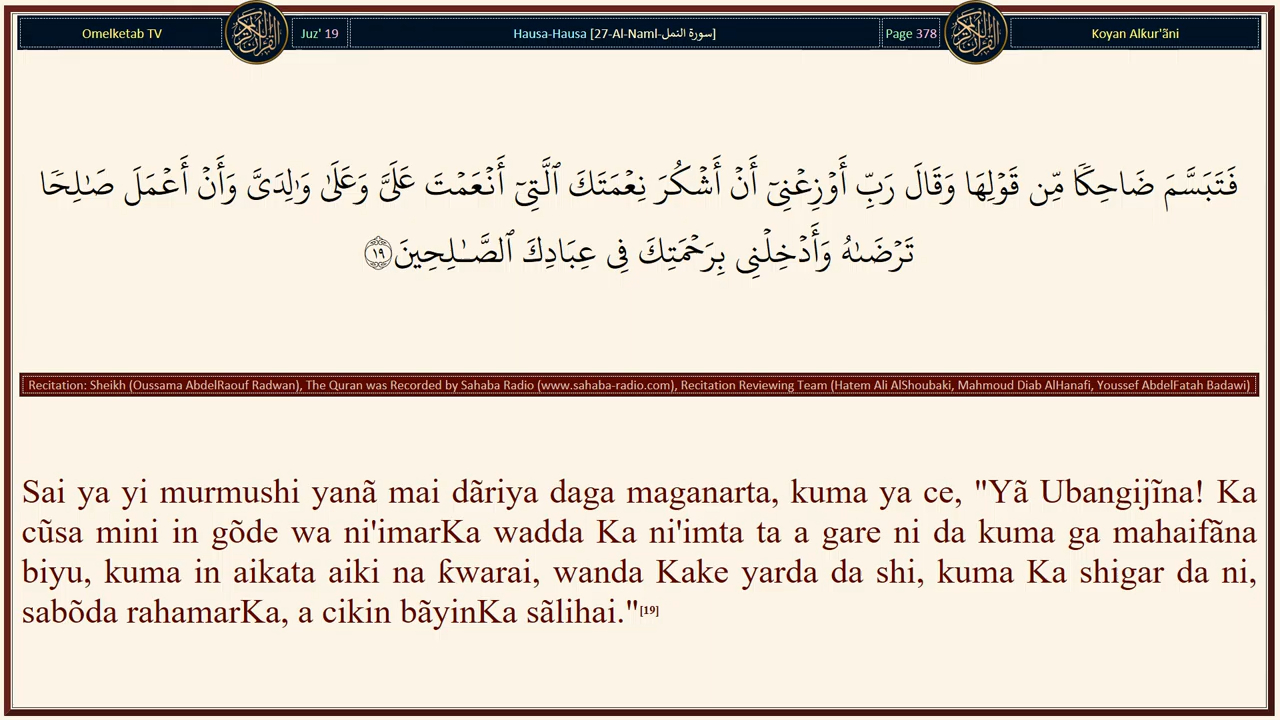 Omelketab TV
Juz' 19
Hausa-Hausa [27-Al-Naml-سورة النمل]
Page 378
Koyan Alƙur'ãni
فَتَبَسَّمَ ضَاحِكٗا مِّن قَوۡلِهَا وَقَالَ رَبِّ أَوۡزِعۡنِيٓ أَنۡ أَشۡكُرَ نِعۡمَتَكَ ٱلَّتِيٓ أَنۡعَمۡتَ عَلَيَّ وَعَلَىٰ وَٰلِدَيَّ وَأَنۡ أَعۡمَلَ صَٰلِحٗا
تَرۡضَىٰهُ وَأَدۡخِلۡنِي بِرَحۡمَتِكَ فِي عِبَادِكَ ٱلصَّـٰلِحِينَ ١٩
Recitation: Sheikh (Oussama AbdelRaouf Radwan), The Quran was Recorded by Sahaba Radio (www.sahaba-radio.com), Recitation Reviewing Team (Hatem Ali AlShoubaki, Mahmoud Diab AlHanafi, Youssef AbdelFatah Badawi)
Sai ya yi murmushi yanã mai dãriya daga maganarta, kuma ya ce, "Yã Ubangijĩna! Ka
cũsa mini in gõde wa ni'imarKa wadda Ka ni'imta ta a gare ni da kuma ga mahaifãna
biyu, kuma in aikata aiki na ƙwarai, wanda Kake yarda da shi, kuma Ka shigar da ni,
sabõda rahamarKa, a cikin bãyinKa sãlihai."[19]